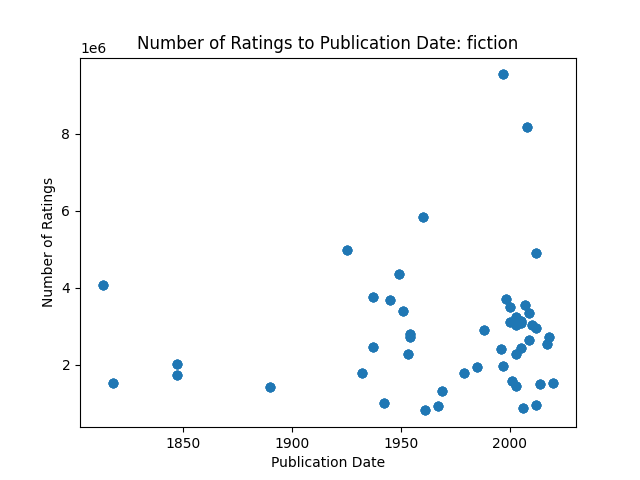 Number of Ratings to Publication Date: fiction
1e6
8
6
4
2
Number of Ratings
1850
1900
1950
2000
Publication Date